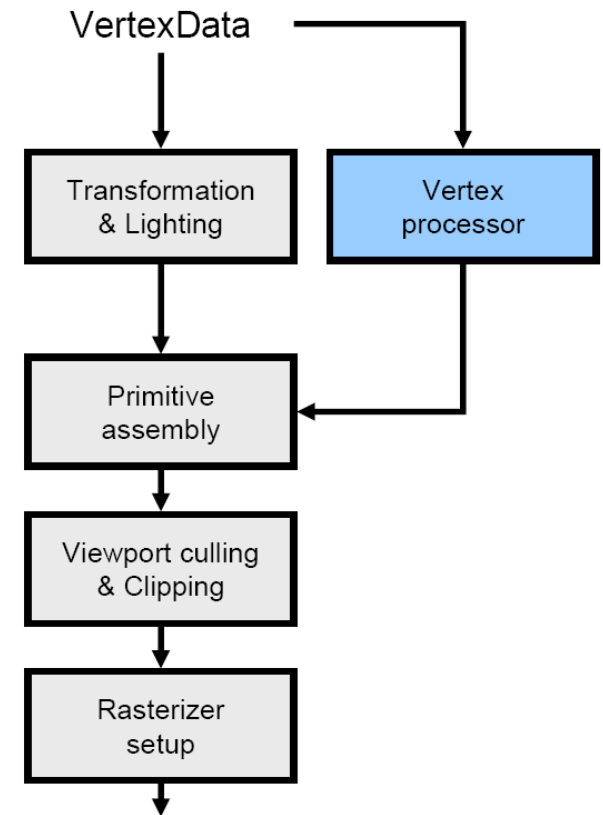 VertexData
Transformation
& Lighting
Vertex
processor
Primitive
assembly
Viewport culling
& Clipping
Rasterizer
setup